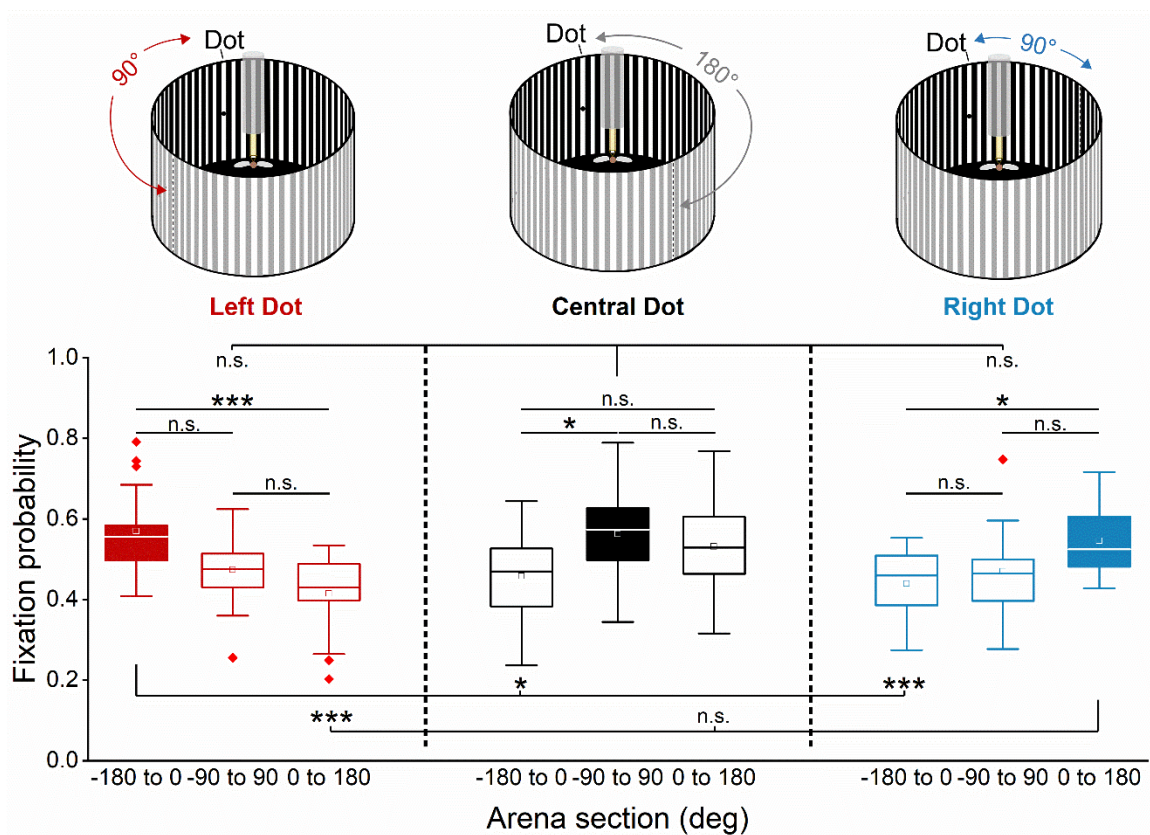 Dot
90°
Dot
180°
Dot
90°
Left Dot
Central Dot
Right Dot
Fixation probability
1.0
0.8
0.6
0.4
0.2
0.0
n.s.
n.s.
***
n.s.
*
n.s.
*
n.s.
n.s.
n.s.
n.s.
*
***
***
n.s.
-180 to 0 -90 to 90 0 to 180
-180 to 0 -90 to 90 0 to 180
-180 to 0 -90 to 90 0 to 180
Arena section (deg)